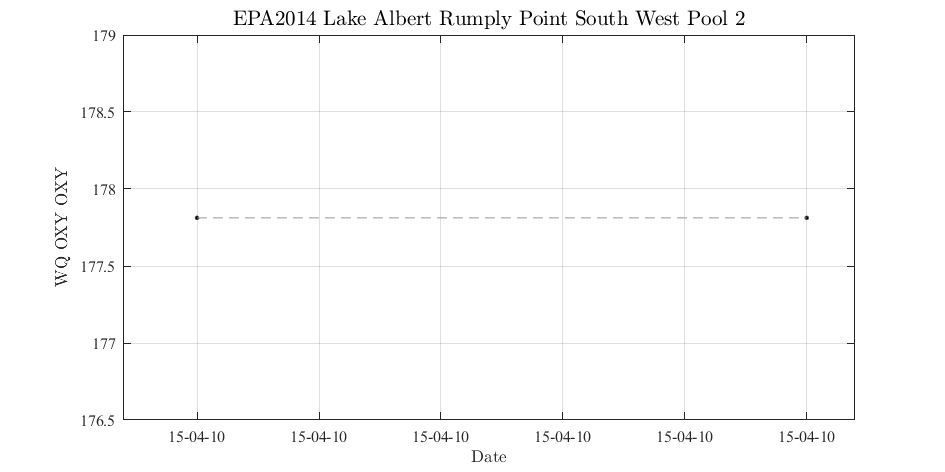 EPA2014 Lake Albert Rumply Point South West Pool 2
179
178.5
178
177.5
177
176.5
WQ OXY OXY
15-04-10 15-04-10 15-04-10 15-04-10 15-04-10 15-04-10
Date